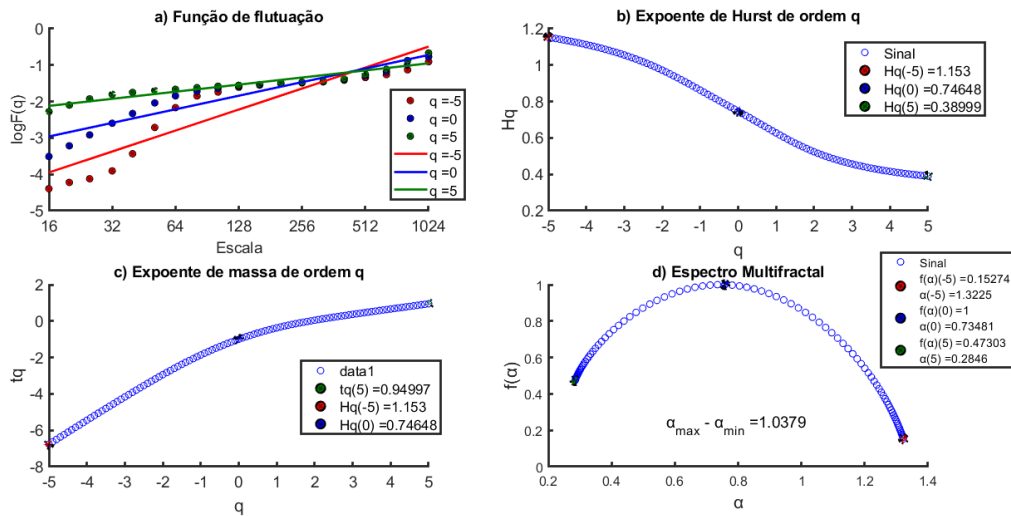 a) Função de flutuação
logF(q)
0
-1
-2
-3
-4
-5
16
32
64
128
256
512
1024
Escala
q =-5
q =0
q =5
q =-5
q =0
q =5
b) Expoente de Hurst de ordem q
Hq
1.2
1
0.8
0.6
0.4
0.2
-5
-4
-3
-2
-1
0
1
2
3
4
5
q
Sinal
Hq(-5) =1.153
Hq(0) =0.74648
Hq(5) =0.38999
c) Expoente de massa de ordem q
tq
2
0
-2
-4
-6
-8
-5
-4
-3
-2
-1
0
1
2
3
4
5
q
data1
tq(5) =0.94997
Hq(-5) =1.153
Hq(0) =0.74648
d) Espectro Multifractal
f(α)
1
0.8
0.6
0.4
0.2
0
0.2
0.4
0.6
0.8
1
1.2
1.4
α
αmax - αmin =1.0379
Sinal
f(α)(-5) =0.15274
α(-5) =1.3225
f(α)(0) =1
α(0) =0.73481
f(α)(5) =0.47303
α(5) =0.2846